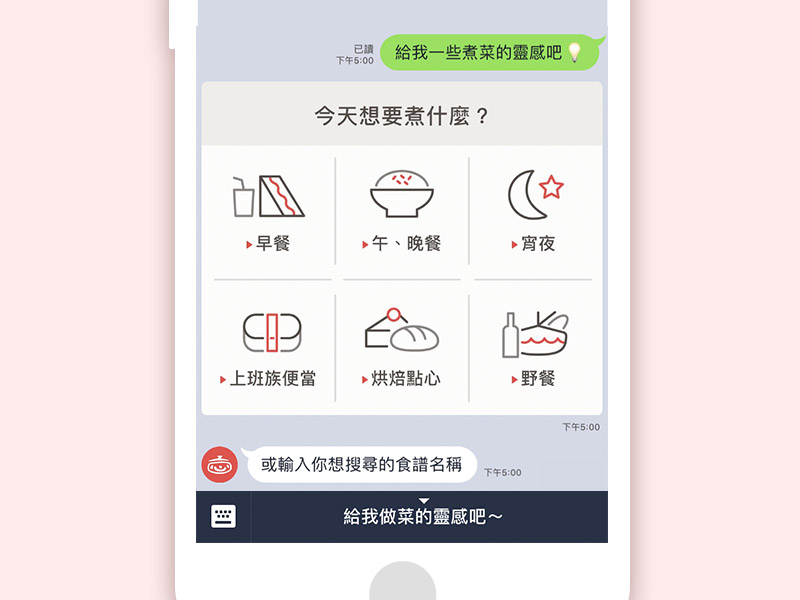 已讀
下午5:00
給我一些煮菜的靈感吧
今天想要煮什麼？
早餐
午、晚餐
宵夜
上班族便當
烘焙點心
野餐
下午5:00
或輸入你想搜尋的食譜名稱
下午5:00
給我做菜的靈感吧～